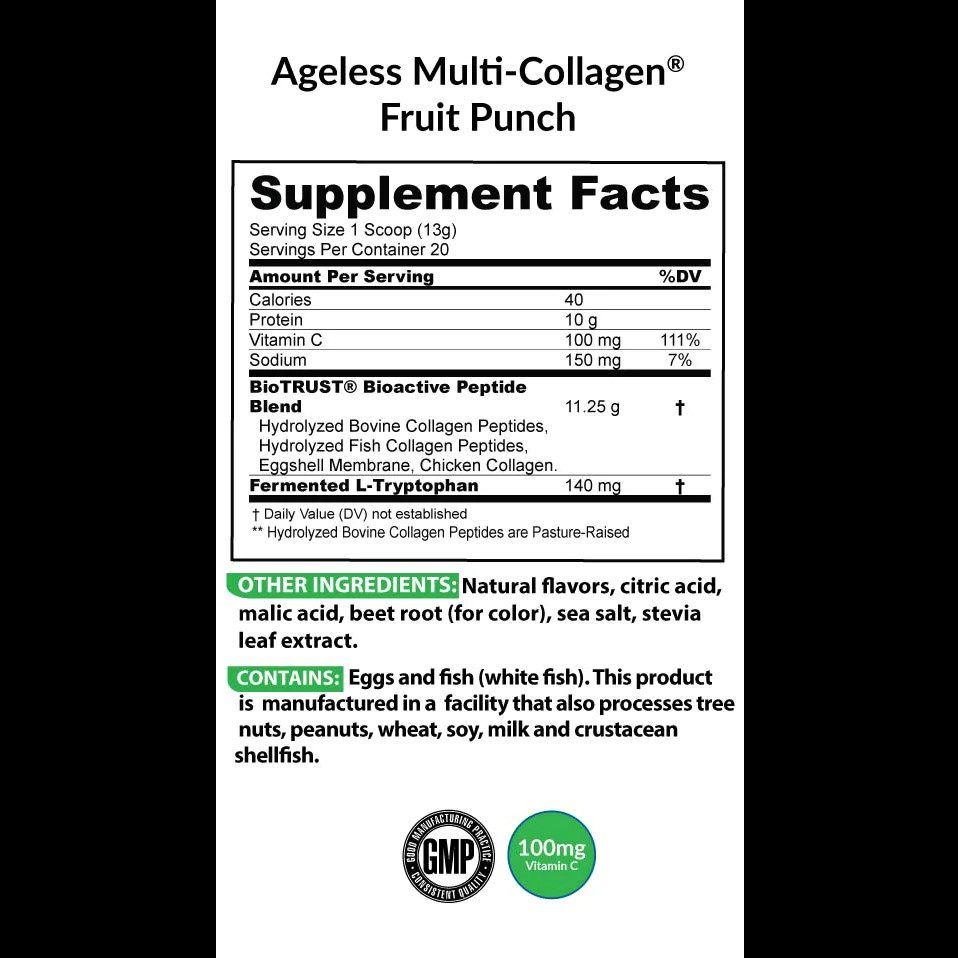 Ageless Multi-Collagen®
Fruit Punch
Supplement Facts
Serving Size 1 Scoop (13g)
Servings Per Container 20
Amount Per Serving %DV
Calories 40
Protein 10 g
Vitamin C 100 mg 111%
Sodium 150 mg 7%
BioTRUST® Bioactive Peptide
Blend 11.25 g †
Hydrolyzed Bovine Collagen Peptides,
Hydrolyzed Fish Collagen Peptides,
Eggshell Membrane, Chicken Collagen.
Fermented L-Tryptophan 140 mg †
† Daily Value (DV) not established
** Hydrolyzed Bovine Collagen Peptides are Pasture-Raised
OTHER INGREDIENTS: Natural flavors, citric acid,
malic acid, beet root (for color), sea salt, stevia
leaf extract.
CONTAINS: Eggs and fish (white fish). This product
is manufactured in a facility that also processes tree
nuts, peanuts, wheat, soy, milk and crustacean
shellfish.
GOOD MANUFACTURING PRACTICE
GMP
CONSISTENT QUALITY
100mg
Vitamin C